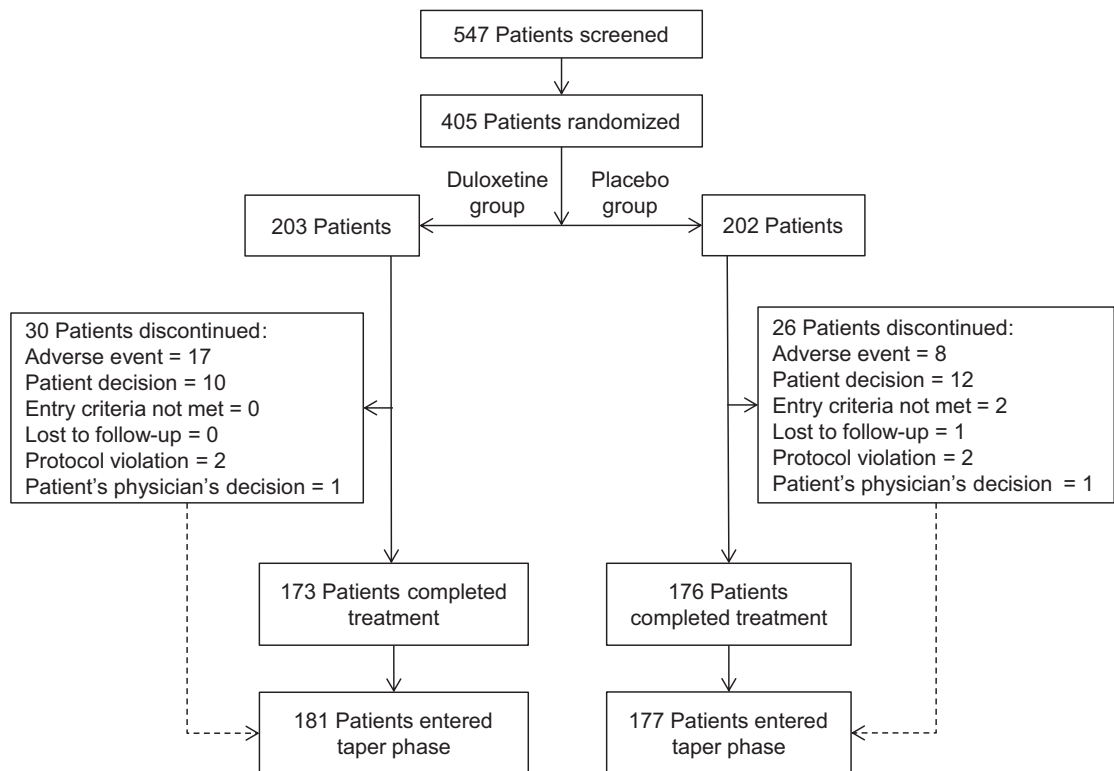 547 Patients screened
405 Patients randomized
Duloxetine
group
Placebo
group
203 Patients
202 Patients
30 Patients discontinued:
Adverse event = 17
Patient decision = 10
Entry criteria not met = 0
Lost to follow-up = 0
Protocol violation = 2
Patient's physician's decision = 1
26 Patients discontinued:
Adverse event = 8
Patient decision = 12
Entry criteria not met = 2
Lost to follow-up = 1
Protocol violation = 2
Patient's physician's decision = 1
173 Patients completed
treatment
176 Patients
completed treatment
181 Patients entered
taper phase
177 Patients entered
taper phase